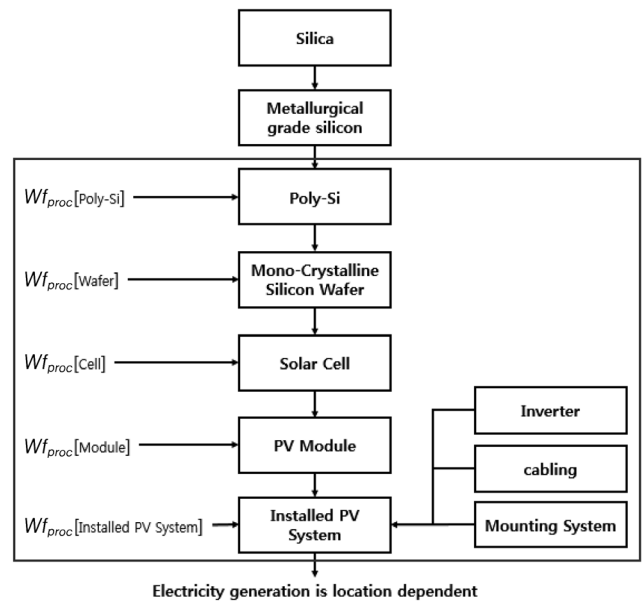 Silica
Metallurgical
grade silicon
Wfproc[Poly-Si]
Poly-Si
Wfproc[Wafer]
Mono-Crystalline
Silicon Wafer
Wfproc[Cell]
Solar Cell
Inverter
Wfproc[Module]
PV Module
cabling
Wfproc[Installed PV System]
Installed PV
System
Mounting System
Electricity generation is location dependent